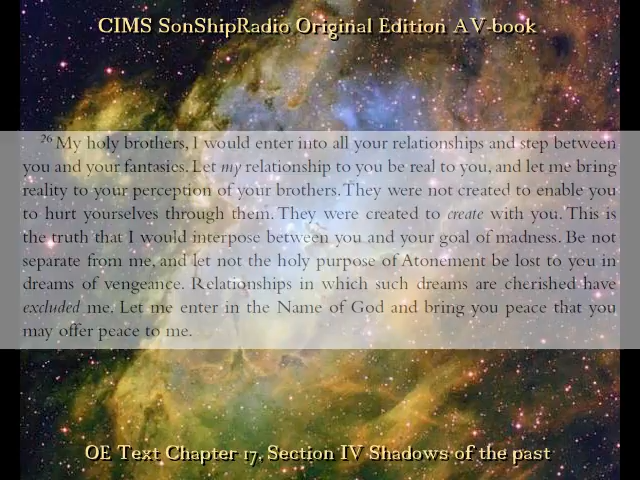 CIMS SonShipRadio Original Edition AV-book
26 My holy brothers, I would enter into all your relationships and step between
you and your fantasies. Let my relationship to you be real to you, and let me bring
reality to your perception of your brothers. They were not created to enable you
to hurt yourselves through them. They were created to create with you. This is
the truth that I would interpose between you and your goal of madness. Be not
separate from me, and let not the holy purpose of Atonement be lost to you in
dreams of vengeance. Relationships in which such dreams are cherished have
excluded me. Let me enter in the Name of God and bring you peace that you
may offer peace to me.
OE Text Chapter 17, Section IV Shadows of the past